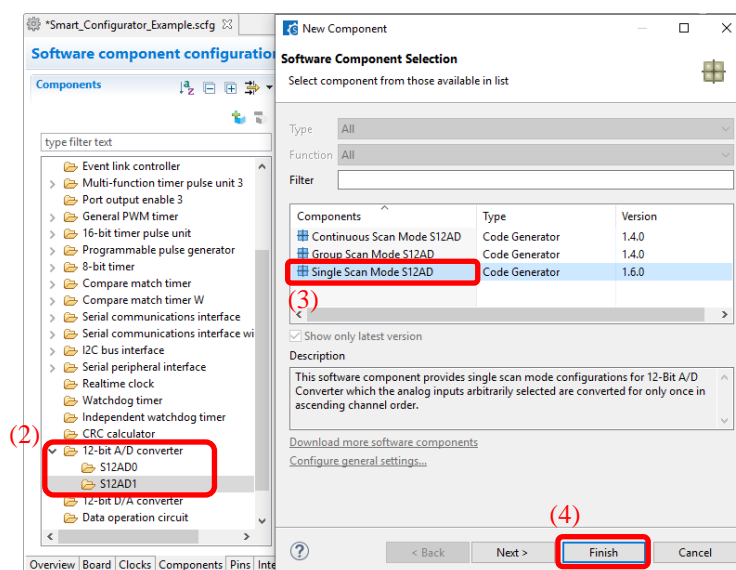 *Smart_Configurator_Example.scfg
Software component configuration
Components
type filter text
Event link controller
Multi-function timer pulse unit 3
Port output enable 3
General PWM timer
16-bit timer pulse unit
Programmable pulse generator
8-bit timer
Compare match timer
Compare match timer W
Serial communications interface
Serial communications interface wi
I2C bus interface
Serial peripheral interface
Realtime clock
Watchdog timer
Independent watchdog timer
CRC calculator
(2)
12-bit A/D converter
S12AD0
S12AD1
12-bit D/A converter
Data operation circuit
Overview Board Clocks Components Pins Inte
New Component
Software Component Selection
Select component from those available in list
Type All
Function All
Filter
Components Type Version
Continuous Scan Mode S12AD Code Generator 1.4.0
Group Scan Mode S12AD Code Generator 1.4.0
Single Scan Mode S12AD Code Generator 1.6.0
(3)
Show only latest version
Description
This software component provides single scan mode configurations for 12-Bit A/D
Converter which the analog inputs arbitrarily selected are converted for only once in
ascending channel order.
Download more software components
Configure general settings...
(4)
< Back Next > Finish Cancel